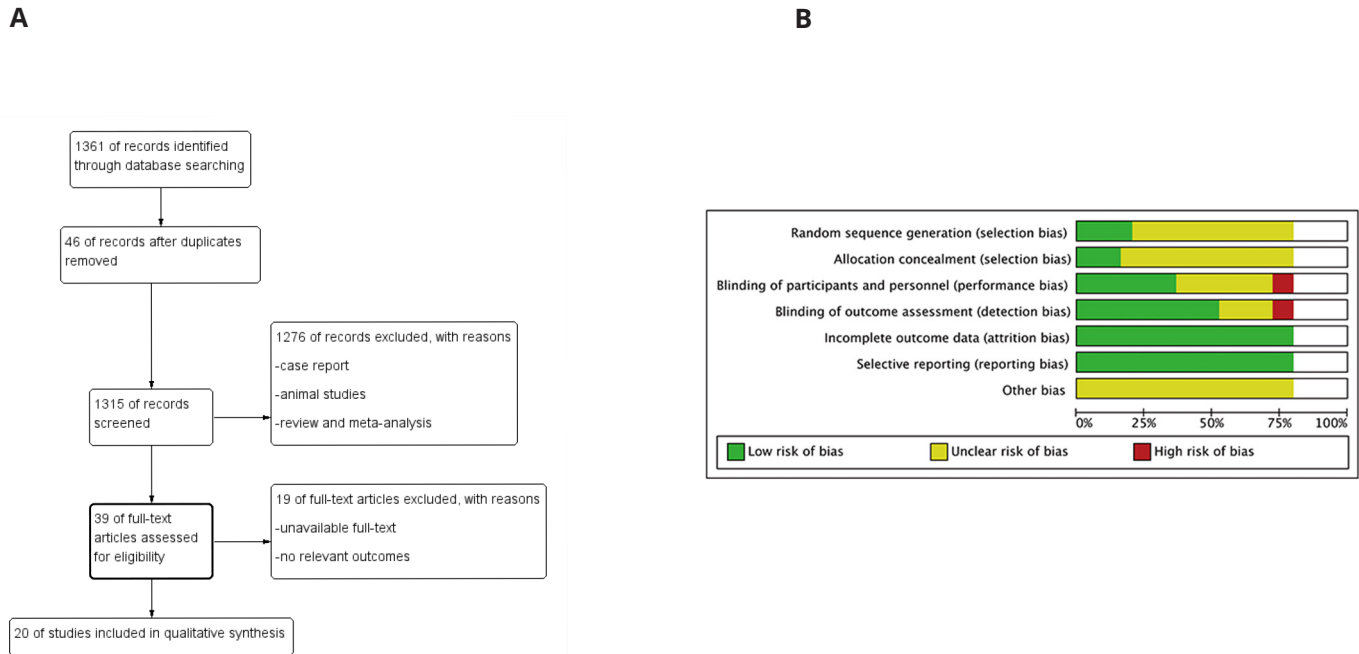 A
B
1361 of records identified
through database searching
46 of records after duplicates
removed
1276 of records excluded, with reasons
-case report
-animal studies
-review and meta-analysis
1315 of records
screened
39 of full-text
articles assessed
for eligibility
19 of full-text articles excluded, with reasons
-unavailable full-text
-no relevant outcomes
20 of studies included in qualitative synthesis
Random sequence generation (selection bias)
Allocation concealment (selection bias)
Blinding of participants and personnel (performance bias)
Blinding of outcome assessment (detection bias)
Incomplete outcome data (attrition bias)
Selective reporting (reporting bias)
Other bias
0% 25% 50% 75% 100%
Low risk of bias Unclear risk of bias High risk of bias